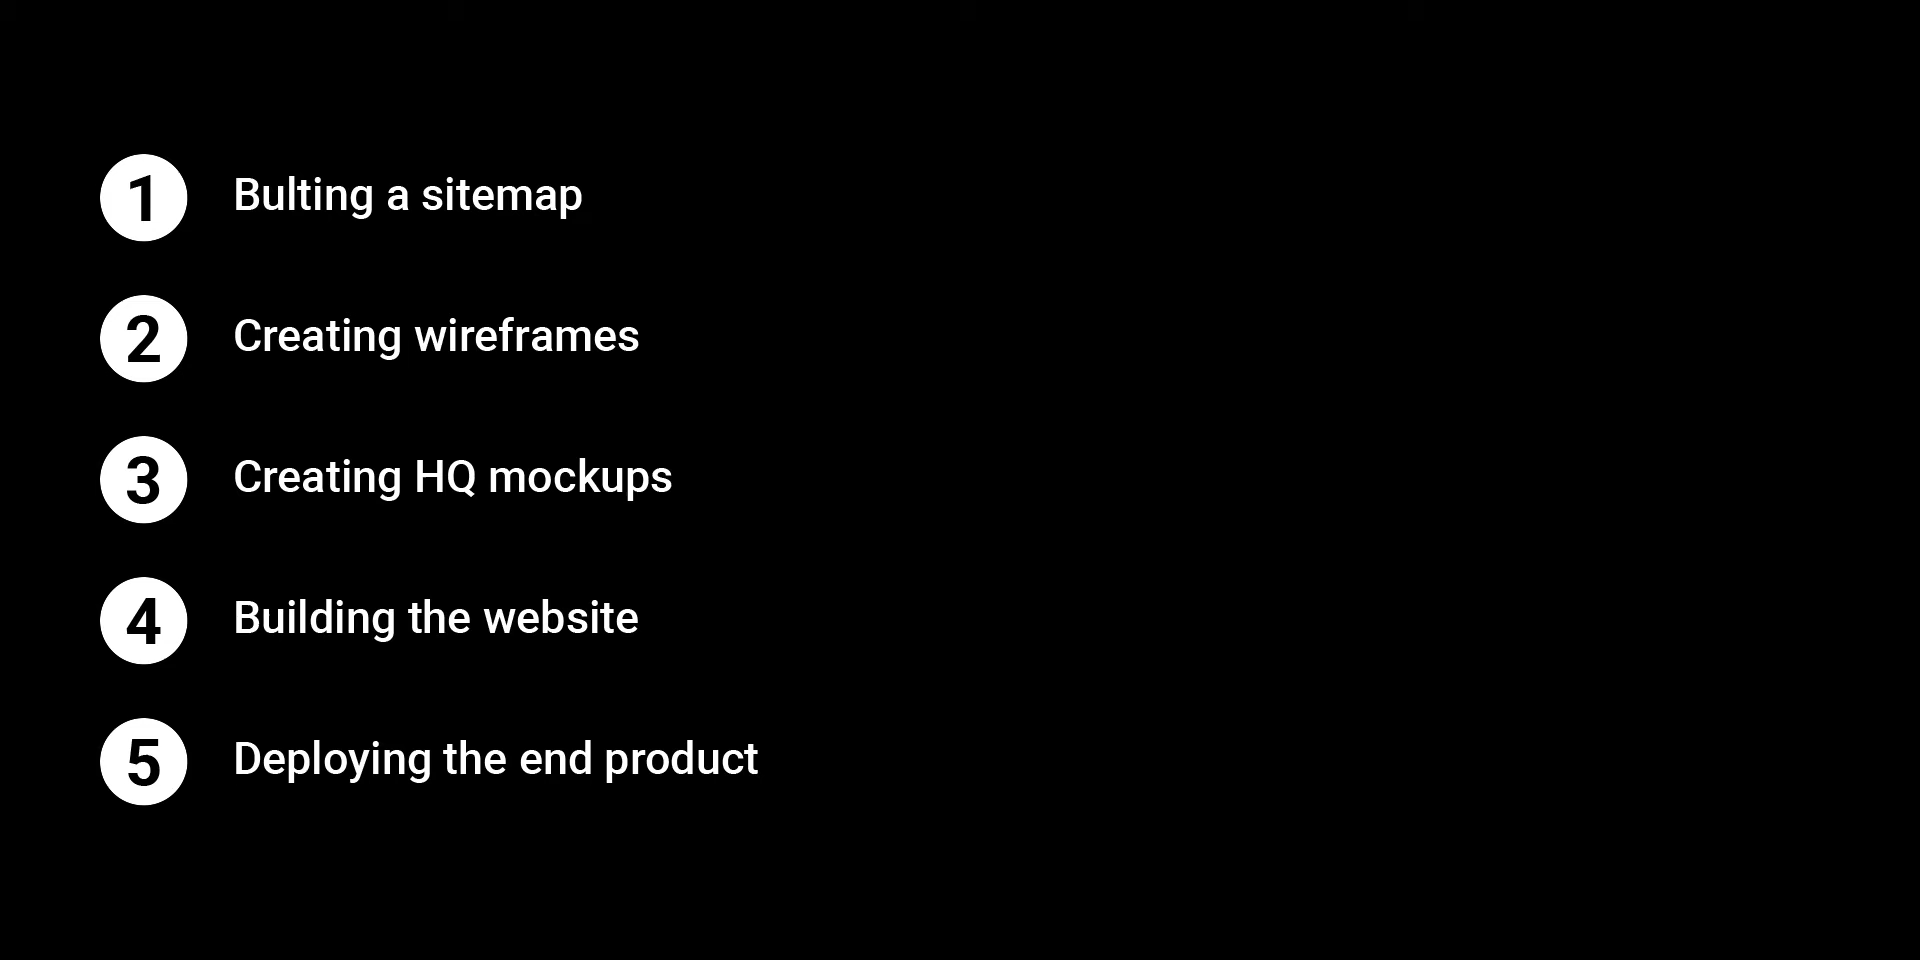 1 Bulting a sitemap
2 Creating wireframes
3 Creating HQ mockups
4 Building the website
5 Deploying the end product